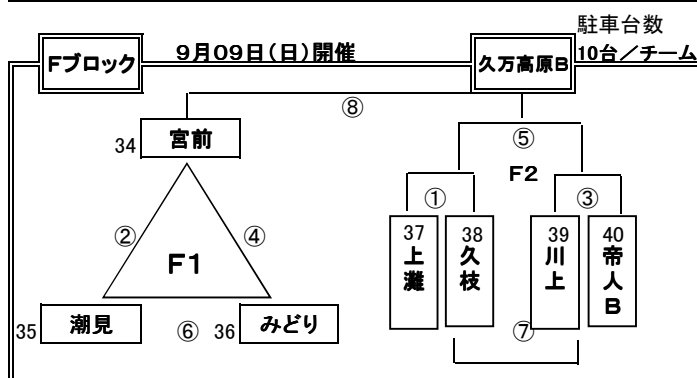 駐車台数
Fブロック
9月09日(日)開催
久万高原B
10台/チーム
⑧
34
宮前
⑤
F2
①
③
②
④
F1
37
上灘
38
久枝
39
川上
40
帝人B
35
潮見
⑥
36
みどり
⑦